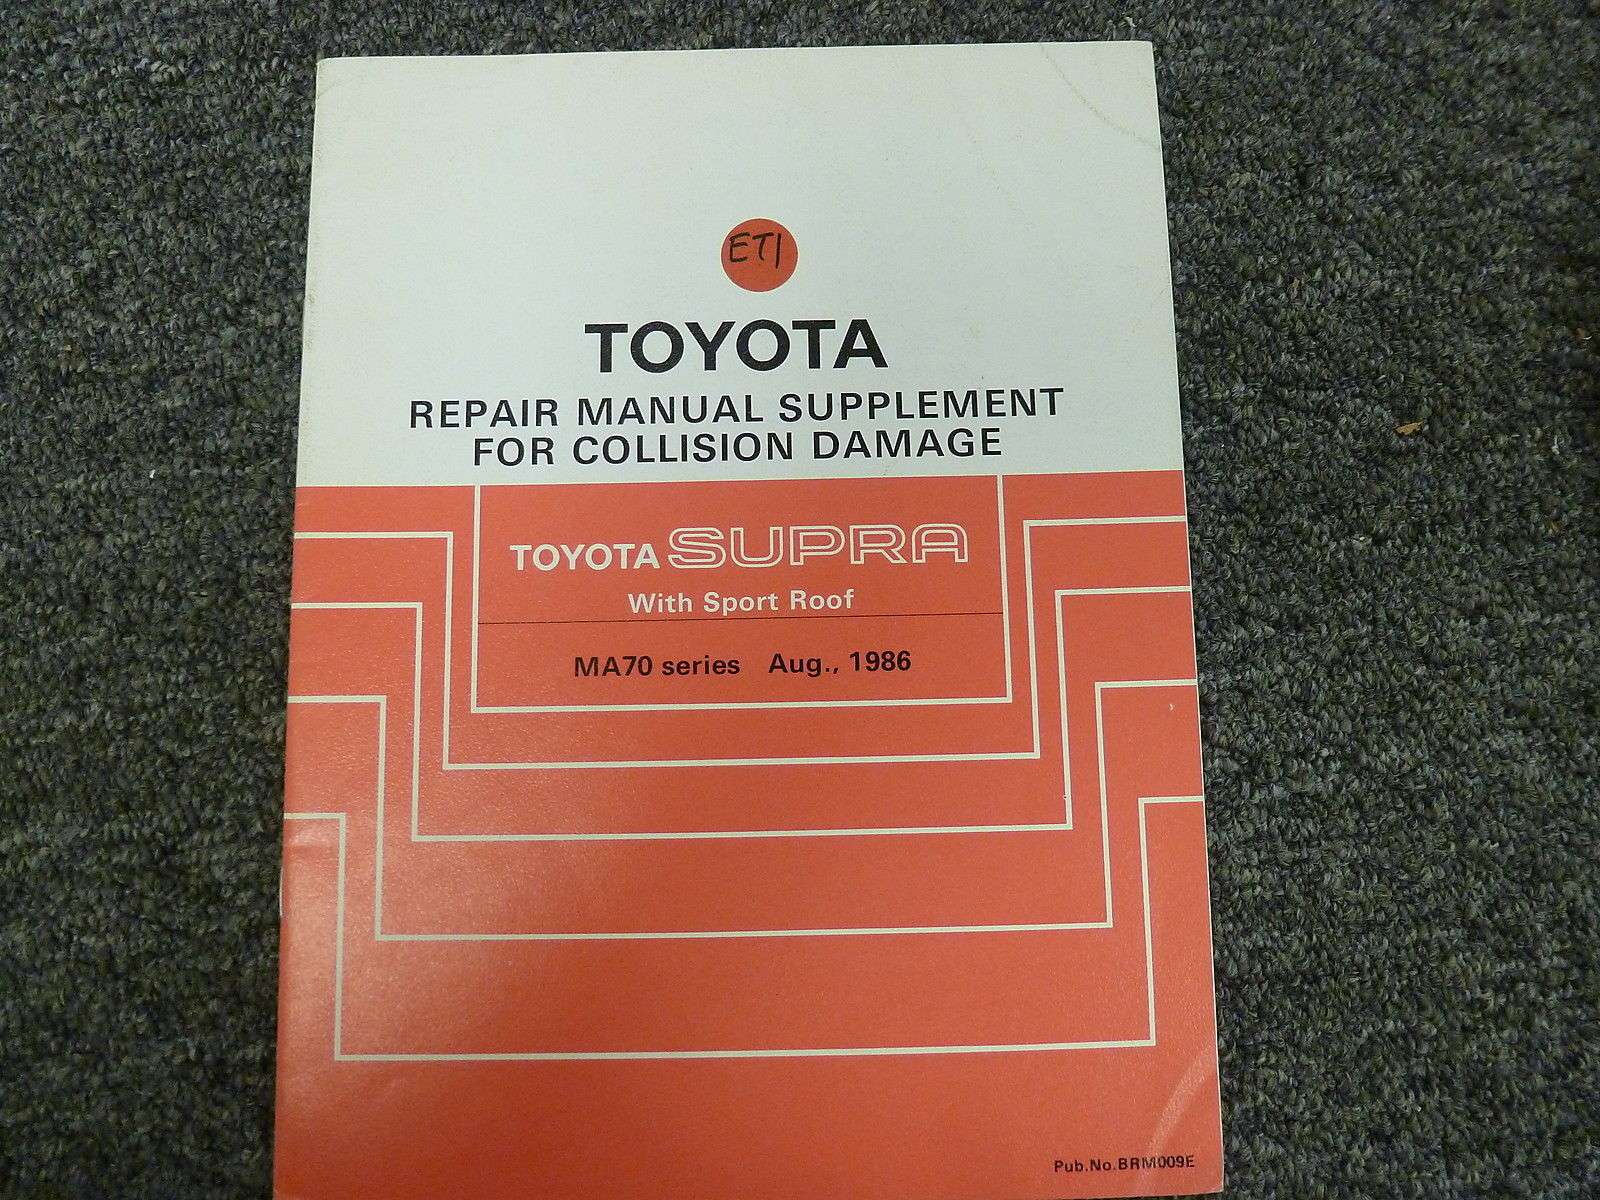 ETI
TOYOTA
REPAIR MANUAL SUPPLEMENT
FOR COLLISION DAMAGE
TOYOTA SUPRA
With Sport Roof
MA70 series Aug., 1986
Pub.No.BRM009E